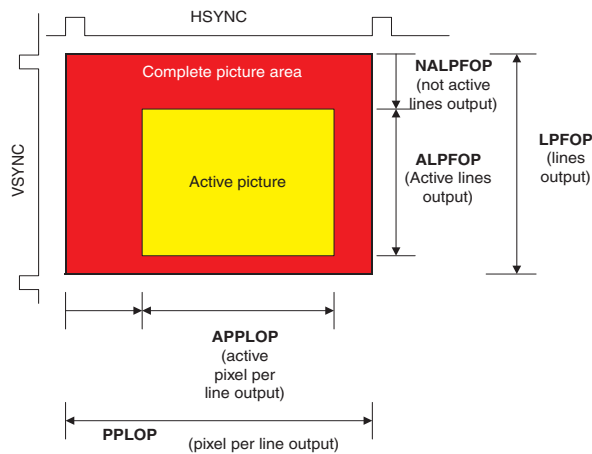 HSYNC
VSYNC
Complete picture area
Active picture
NALPFOP
(not active
lines output)
ALPFOP
(Active lines
output)
LPFOP
(lines
output)
APPLOP
(active
pixel per
line output)
PPLOP (pixel per line output)